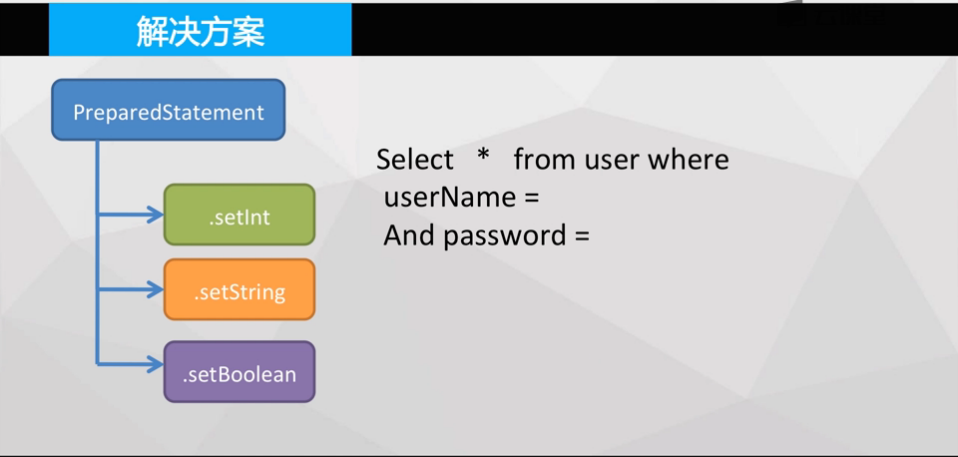 解决方案
PreparedStatement
.setInt
.setString
.setBoolean
Select * from user where
userName =
And password =